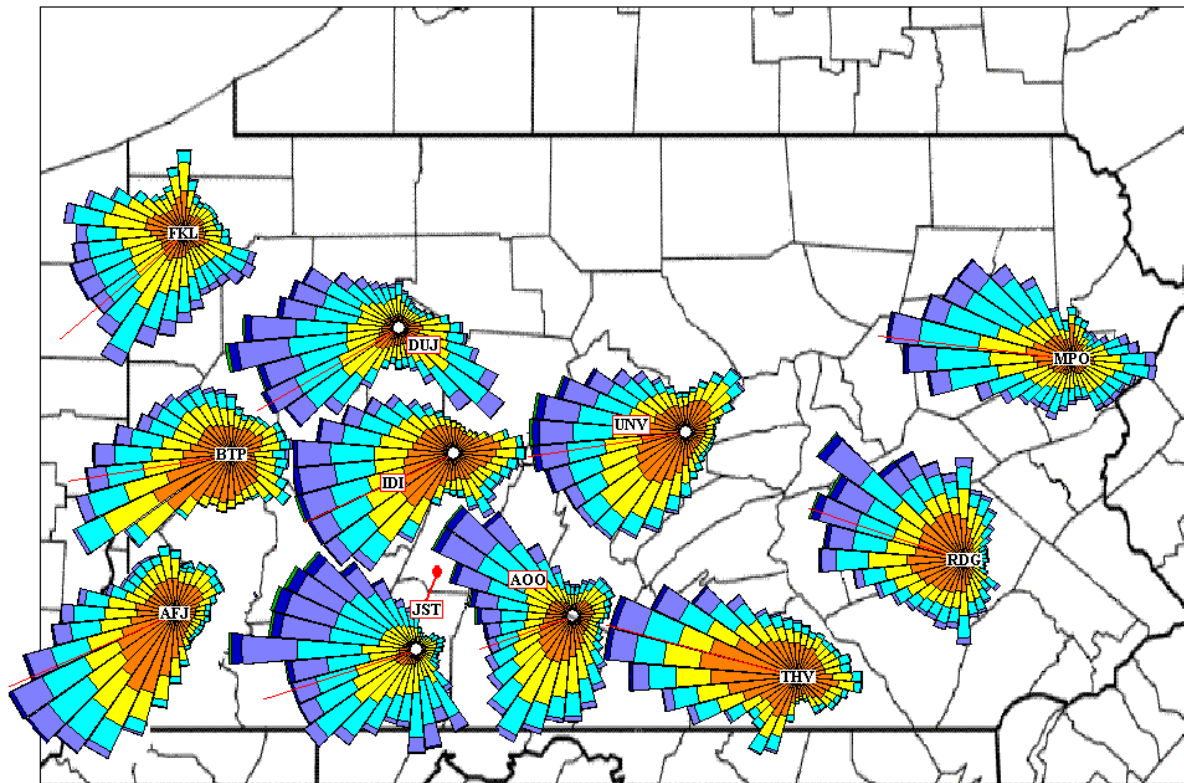 FKL
DUJ
MPO
UNV
BTP
IDI
RDG
AOO
JST
AFJ
THV